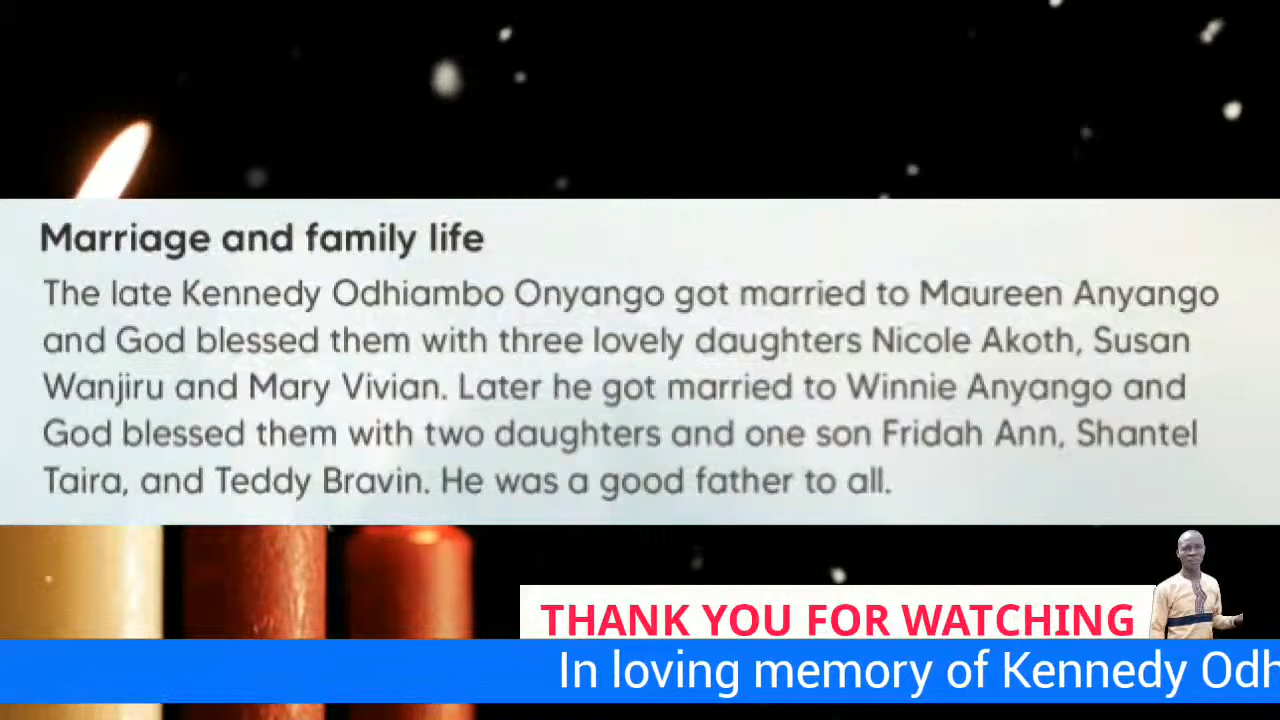 Marriage and family life
The late Kennedy Odhiambo Onyango got married to Maureen Anyango
and God blessed them with three lovely daughters Nicole Akoth, Susan
Wanjiru and Mary Vivian. Later he got married to Winnie Anyango and
God blessed them with two daughters and one son Fridah Ann, Shantel
Taira, and Teddy Bravin. He was a good father to all.
THANK YOU FOR WATCHING
In loving memory of Kennedy Odh